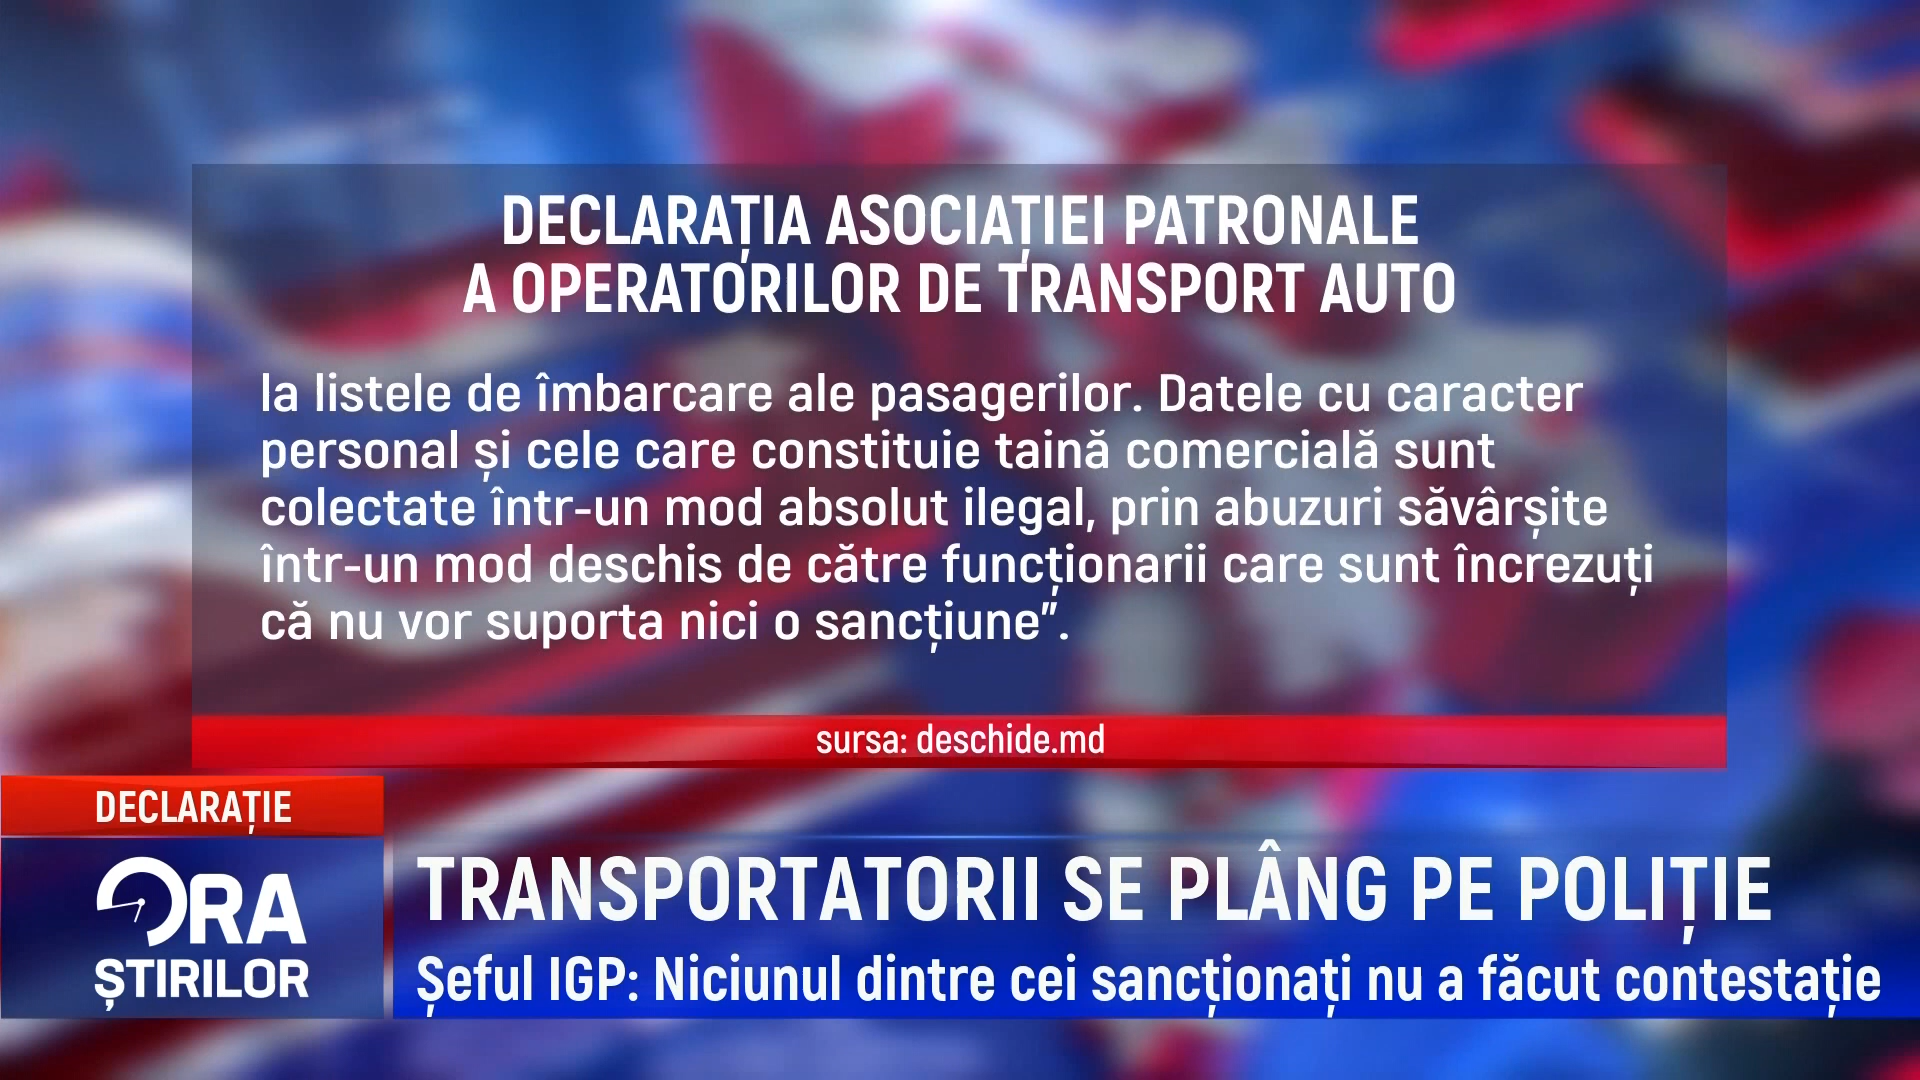 DECLARAȚIA ASOCIAȚIEI PATRONALE
A OPERATORILOR DE TRANSPORT AUTO
la listele de îmbarcare ale pasagerilor. Datele cu caracter
personal și cele care constituie taină comercială sunt
colectate într-un mod absolut ilegal, prin abuzuri săvârșite
într-un mod deschis de către funcționarii care sunt încrezuți
că nu vor suporta nici o sancțiune”.
sursa: deschide.md
DECLARAȚIE
ORA
ȘTIRILOR
TRANSPORTATORII SE PLÂNG PE POLIȚIE
Șeful IGP: Niciunul dintre cei sancționați nu a făcut contestație